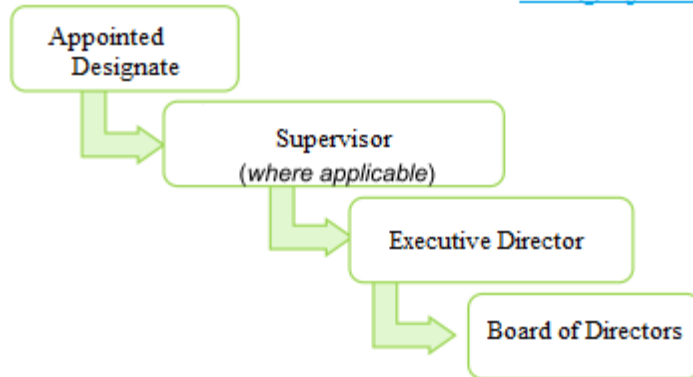 Appointed
Designate
Supervisor
(where applicable)
Executive Director
Board of Directors